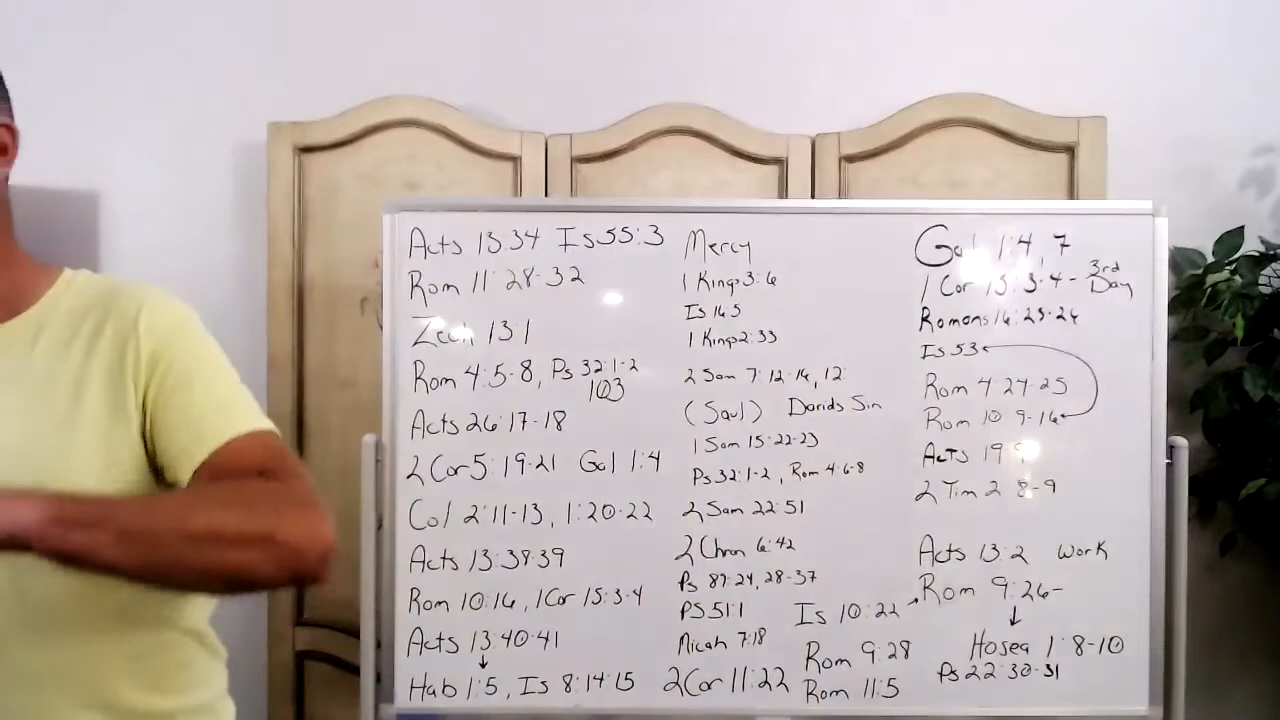 Acts 13:34 Is 55:3
Rom 11:28-32
Zech 13:1
Rom 4:5-8, Ps 32:1-2
103
Acts 26:17-18
2 Cor 5:19-21 Gal 1:4
Col 2:11-13, 1:20-22
Acts 13:38-39
Rom 10:16, 1 Cor 15:3-4
Acts 13:40-41
↓
Hab 1:5, Is 8:14-15
Mercy
1 Kings 3:6
Is 16:5
1 Kings 2:33
2 Sam 7:12-16, 12
(Saul) Davids Sin
1 Sam 15:22-23
Ps 32:1-2, Rom 4:6-8
2 Sam 22:51
2 Chron 6:42
Ps 89:24, 28-37
PS 51:1
Micah 7:18
2 Cor 11:22
Is 10:22 →
Rom 9:28
Rom 11:5
Gal 1:4, 7
1 Cor 15:3-4 - 3rd Day
Romans 16:25-26
Is 53
Rom 4:24-25
Rom 10 9-16
Acts 19 9
2 Tim 2 8-9
Acts 13:2 work
Rom 9:26-
↓
Hosea 1:8-10
Ps 22:30-31